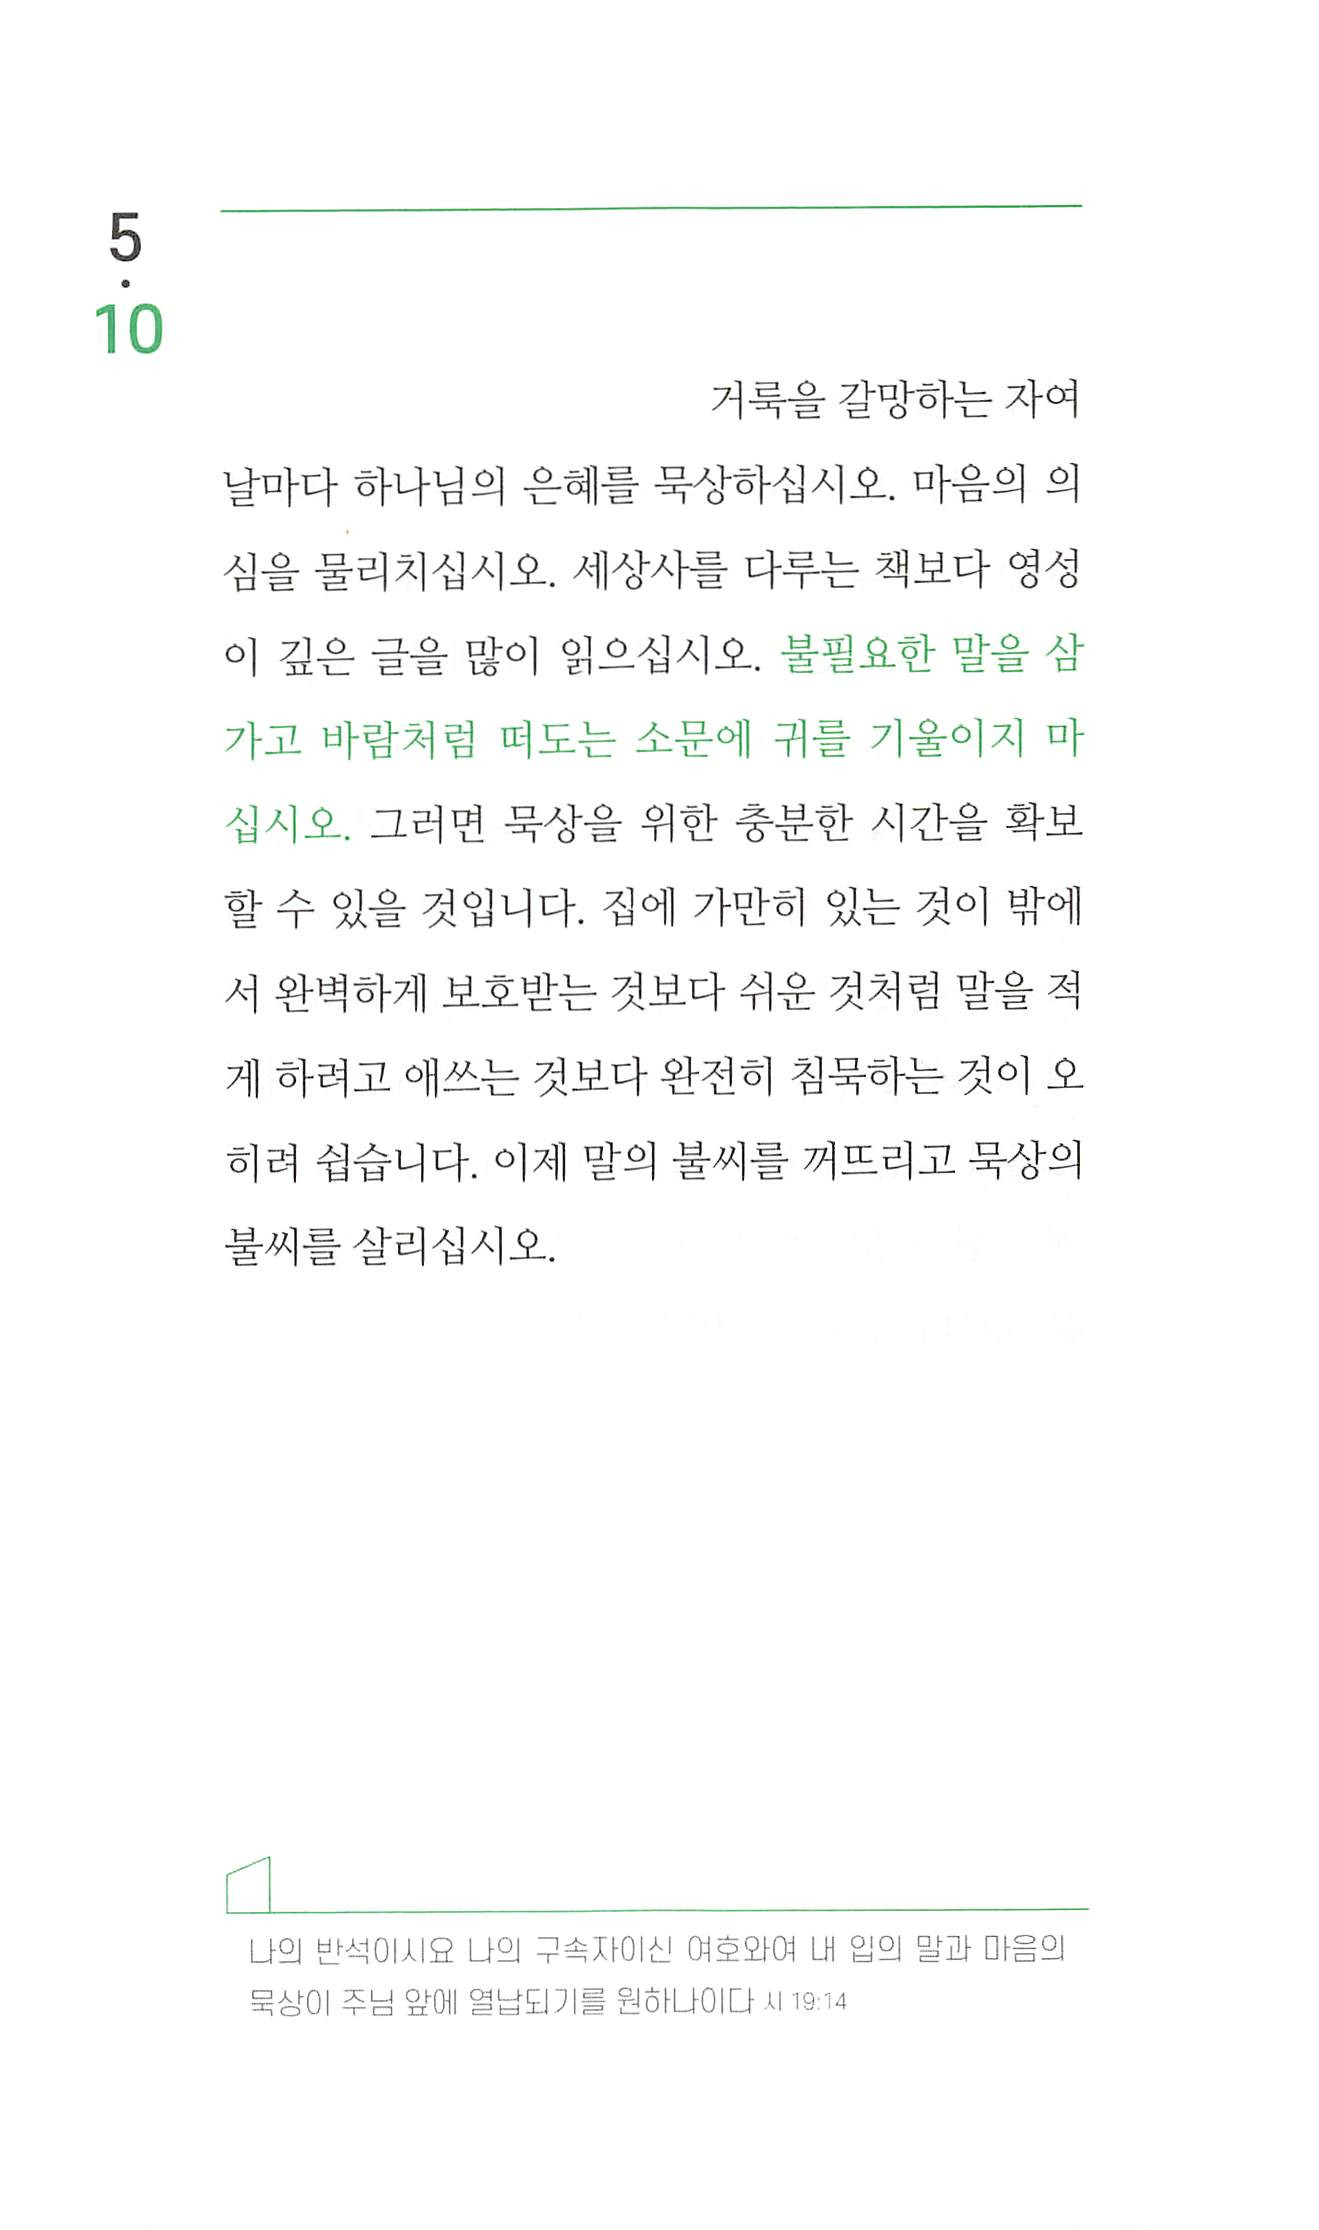 5
·
10
거룩을 갈망하는 자여
날마다 하나님의 은혜를 묵상하십시오. 마음의 의
심을 물리치십시오. 세상사를 다루는 책보다 영성
이 깊은 글을 많이 읽으십시오. 불필요한 말을 삼
가고 바람처럼 떠도는 소문에 귀를 기울이지 마
십시오. 그러면 묵상을 위한 충분한 시간을 확보
할 수 있을 것입니다. 집에 가만히 있는 것이 밖에
서 완벽하게 보호받는 것보다 쉬운 것처럼 말을 적
게 하려고 애쓰는 것보다 완전히 침묵하는 것이 오
히려 쉽습니다. 이제 말의 불씨를 꺼뜨리고 묵상의
불씨를 살리십시오.
나의 반석이시요 나의 구속자이신 여호와여 내 입의 말과 마음의
묵상이 주님 앞에 열납되기를 원하나이다 시 19:14